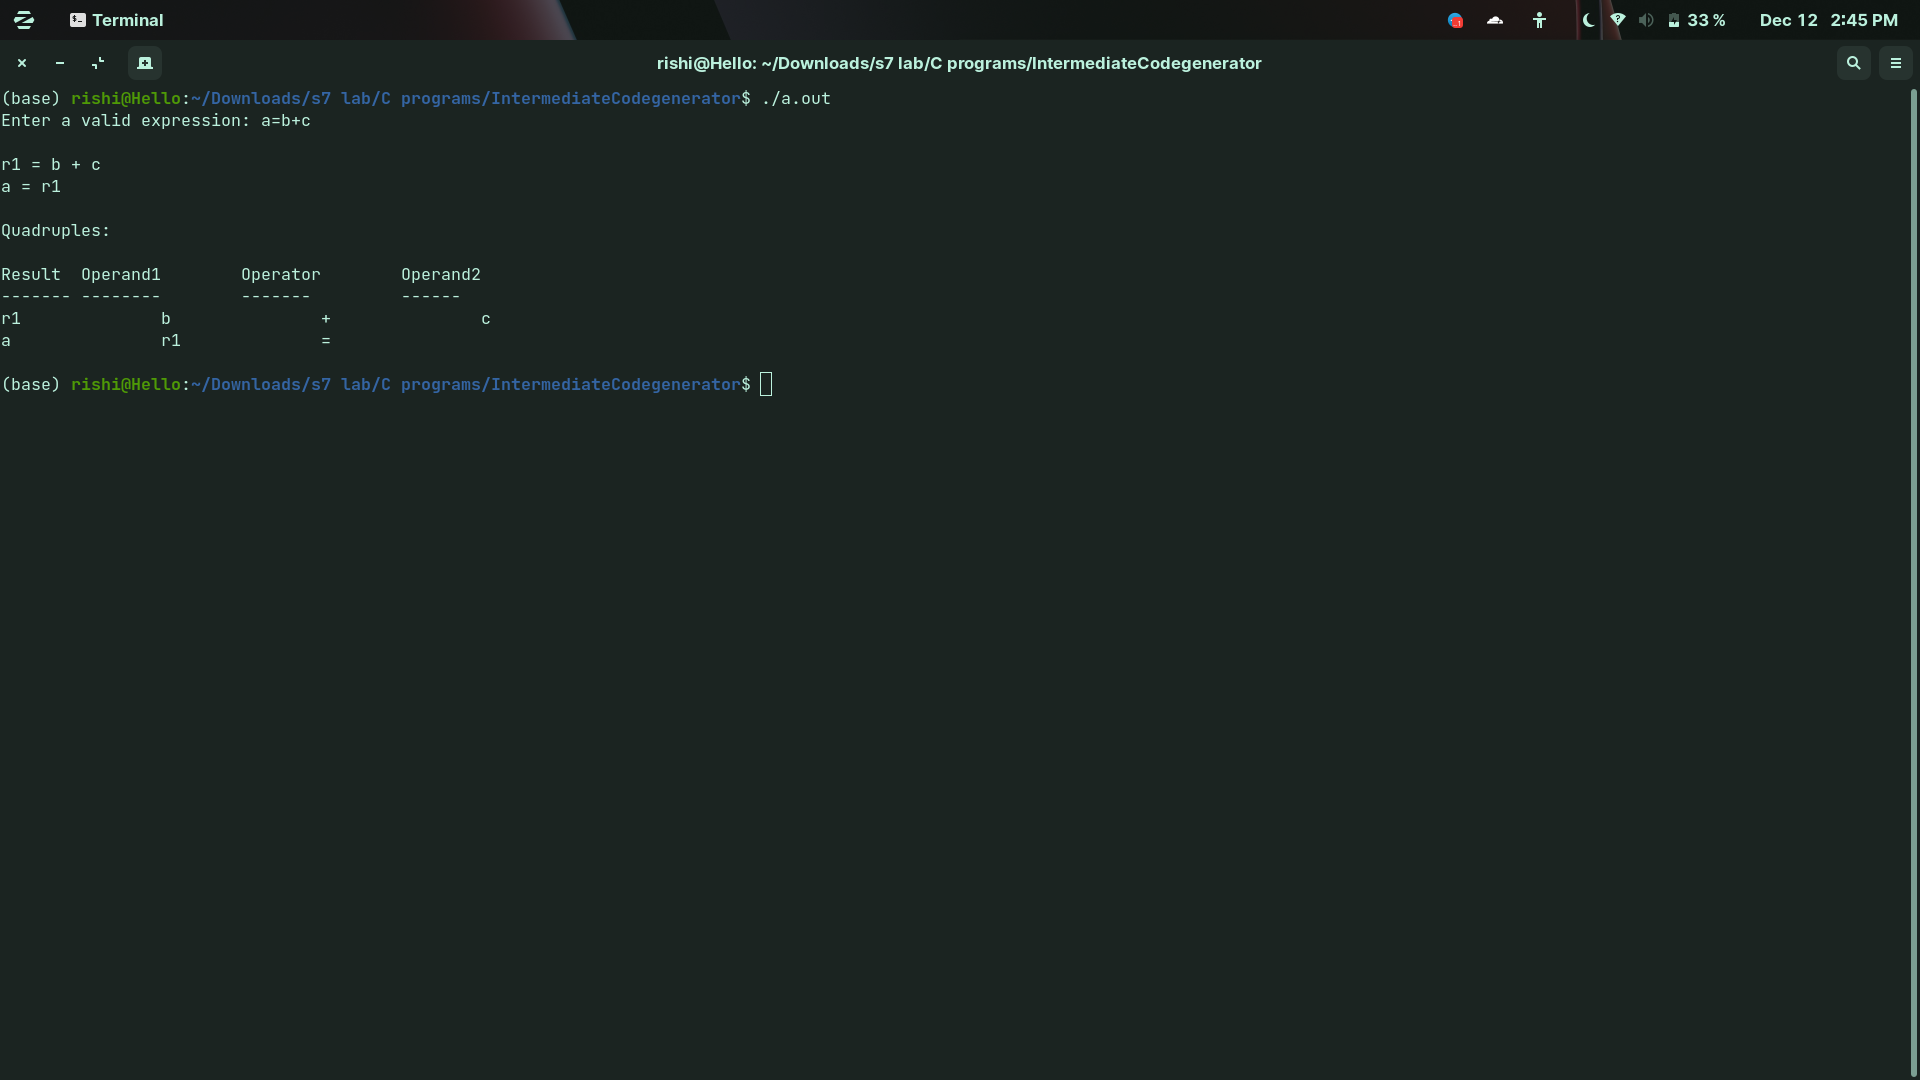 Terminal
33 %
Dec 12 2:45 PM
rishi@Hello: ~/Downloads/s7 lab/C programs/IntermediateCodegenerator
(base) rishi@Hello:~/Downloads/s7 lab/C programs/IntermediateCodegenerator$ ./a.out
Enter a valid expression: a=b+c
r1 = b + c
a = r1
Quadruples:
Result  Operand1        Operator        Operand2
------- --------        -------         ------
r1              b               +               c
a               r1              =
(base) rishi@Hello:~/Downloads/s7 lab/C programs/IntermediateCodegenerator$